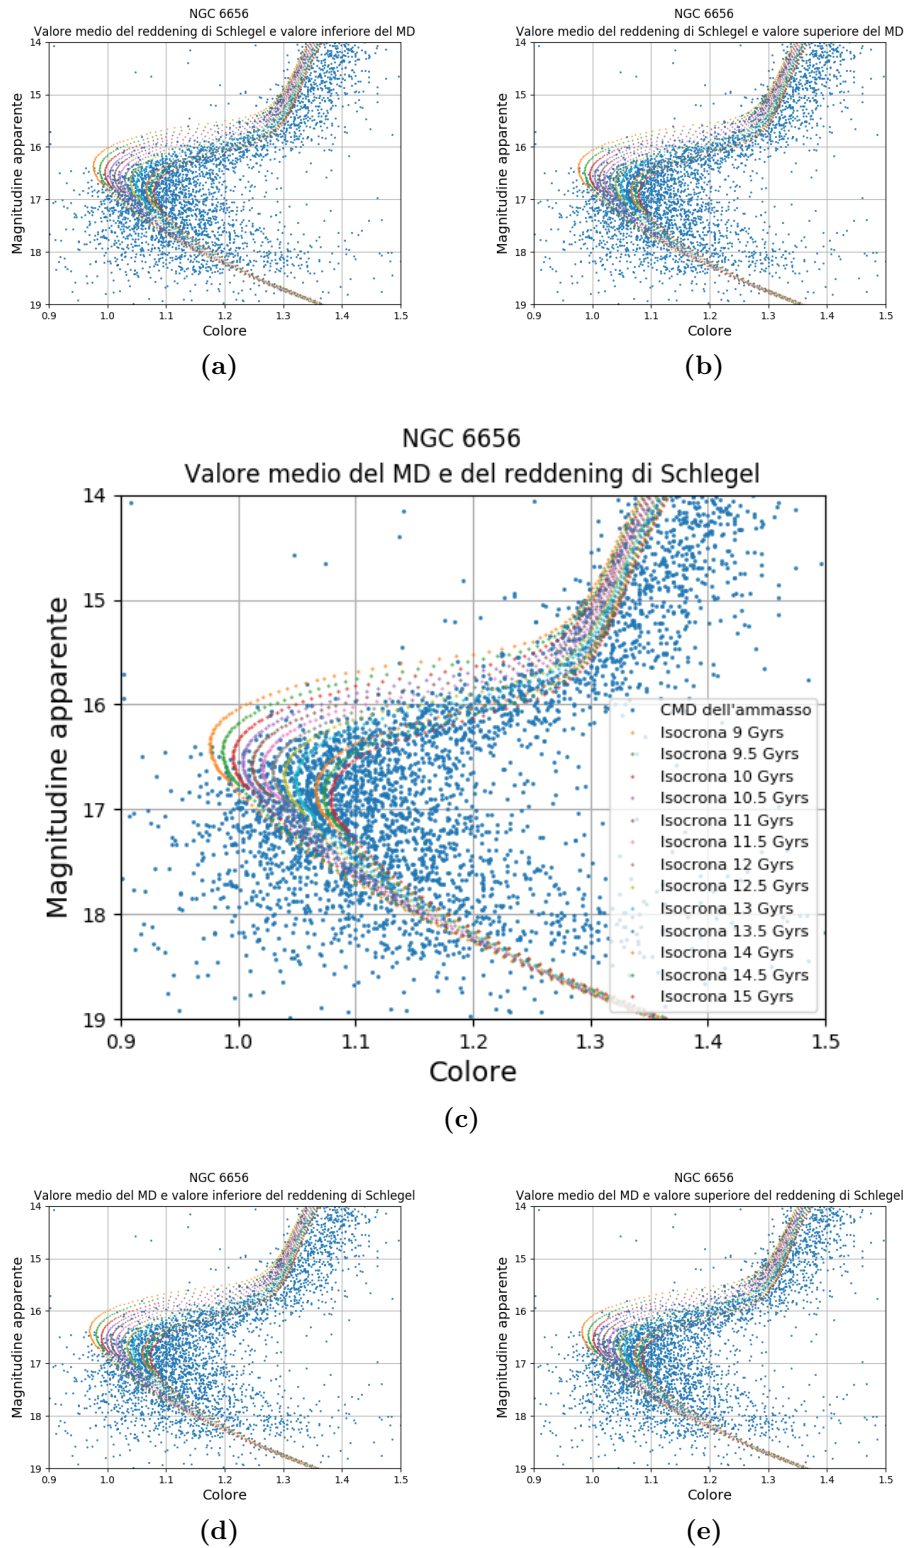 NGC 6656
Valore medio del reddening di Schlegel e valore inferiore del MD
14
15
16
17
18
19
Magnitudine apparente
0.9 1.0 1.1 1.2 1.3 1.4 1.5
Colore
(a)
NGC 6656
Valore medio del reddening di Schlegel e valore superiore del MD
14
15
16
17
18
19
Magnitudine apparente
0.9 1.0 1.1 1.2 1.3 1.4 1.5
Colore
(b)
NGC 6656
Valore medio del MD e del reddening di Schlegel
14
15
16
17
18
19
Magnitudine apparente
CMD dell'ammasso
Isocrona 9 Gyrs
Isocrona 9.5 Gyrs
Isocrona 10 Gyrs
Isocrona 10.5 Gyrs
Isocrona 11 Gyrs
Isocrona 11.5 Gyrs
Isocrona 12 Gyrs
Isocrona 12.5 Gyrs
Isocrona 13 Gyrs
Isocrona 13.5 Gyrs
Isocrona 14 Gyrs
Isocrona 14.5 Gyrs
Isocrona 15 Gyrs
0.9 1.0 1.1 1.2 1.3 1.4 1.5
Colore
(c)
NGC 6656
Valore medio del MD e valore inferiore del reddening di Schlegel
14
15
16
17
18
19
Magnitudine apparente
0.9 1.0 1.1 1.2 1.3 1.4 1.5
Colore
(d)
NGC 6656
Valore medio del MD e valore superiore del reddening di Schlegel
14
15
16
17
18
19
Magnitudine apparente
0.9 1.0 1.1 1.2 1.3 1.4 1.5
Colore
(e)